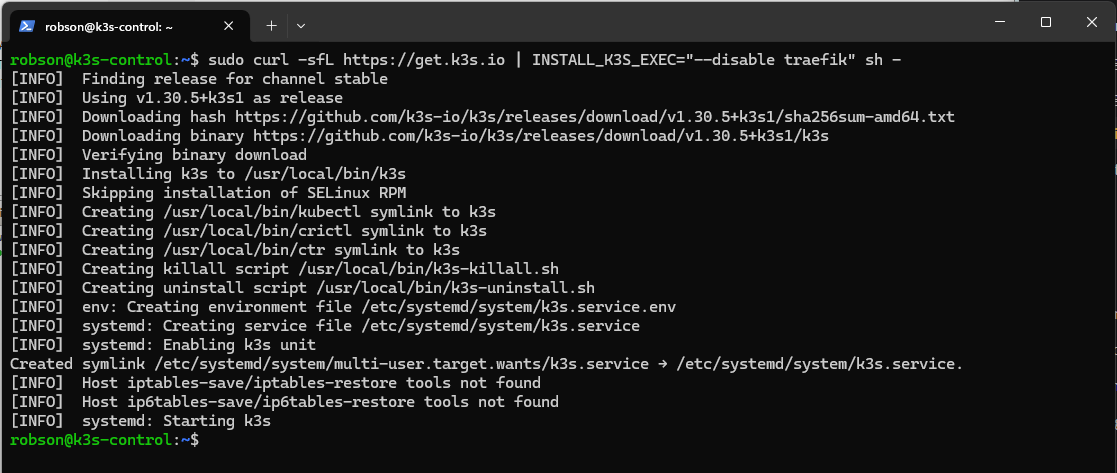 robson@k3s-control: ~
robson@k3s-control:~$ sudo curl -sfL https://get.k3s.io | INSTALL_K3S_EXEC="--disable traefik" sh -
[INFO]  Finding release for channel stable
[INFO]  Using v1.30.5+k3s1 as release
[INFO]  Downloading hash https://github.com/k3s-io/k3s/releases/download/v1.30.5+k3s1/sha256sum-amd64.txt
[INFO]  Downloading binary https://github.com/k3s-io/k3s/releases/download/v1.30.5+k3s1/k3s
[INFO]  Verifying binary download
[INFO]  Installing k3s to /usr/local/bin/k3s
[INFO]  Skipping installation of SELinux RPM
[INFO]  Creating /usr/local/bin/kubectl symlink to k3s
[INFO]  Creating /usr/local/bin/crictl symlink to k3s
[INFO]  Creating /usr/local/bin/ctr symlink to k3s
[INFO]  Creating killall script /usr/local/bin/k3s-killall.sh
[INFO]  Creating uninstall script /usr/local/bin/k3s-uninstall.sh
[INFO]  env: Creating environment file /etc/systemd/system/k3s.service.env
[INFO]  systemd: Creating service file /etc/systemd/system/k3s.service
[INFO]  systemd: Enabling k3s unit
Created symlink /etc/systemd/system/multi-user.target.wants/k3s.service → /etc/systemd/system/k3s.service.
[INFO]  Host iptables-save/iptables-restore tools not found
[INFO]  Host ip6tables-save/ip6tables-restore tools not found
[INFO]  systemd: Starting k3s
robson@k3s-control:~$